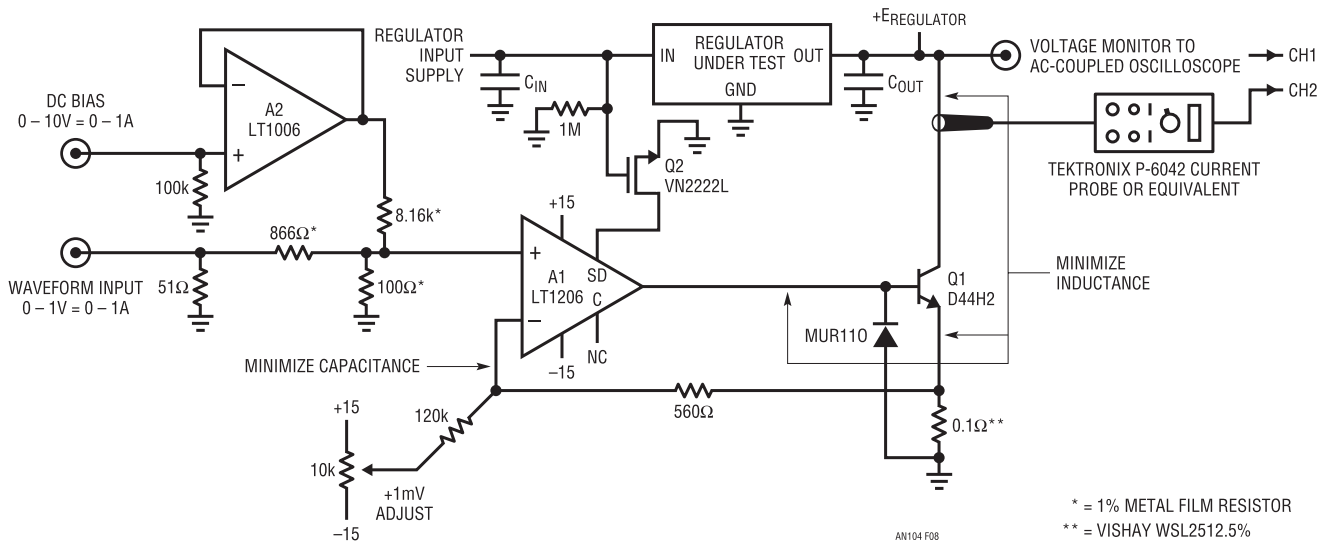 +EREGULATOR
REGULATOR
INPUT
SUPPLY
IN
REGULATOR
UNDER TEST
OUT
GND
VOLTAGE MONITOR TO
AC-COUPLED OSCILLOSCOPE
CH1
CH2
CIN
COUT
DC BIAS
0 – 10V = 0 – 1A
–
A2
LT1006
+
1M
100k
Q2
VN2222L
TEKTRONIX P-6042 CURRENT
PROBE OR EQUIVALENT
8.16k*
+15
866Ω*
WAVEFORM INPUT
0 – 1V = 0 – 1A
51Ω
100Ω*
+
A1
LT1206
SD
C
–
–15
NC
Q1
D44H2
MINIMIZE
INDUCTANCE
MUR110
MINIMIZE CAPACITANCE
560Ω
120k
0.1Ω**
+15
10k
–15
+1mV
ADJUST
* = 1% METAL FILM RESISTOR
** = VISHAY WSL2512.5%
AN104 F08